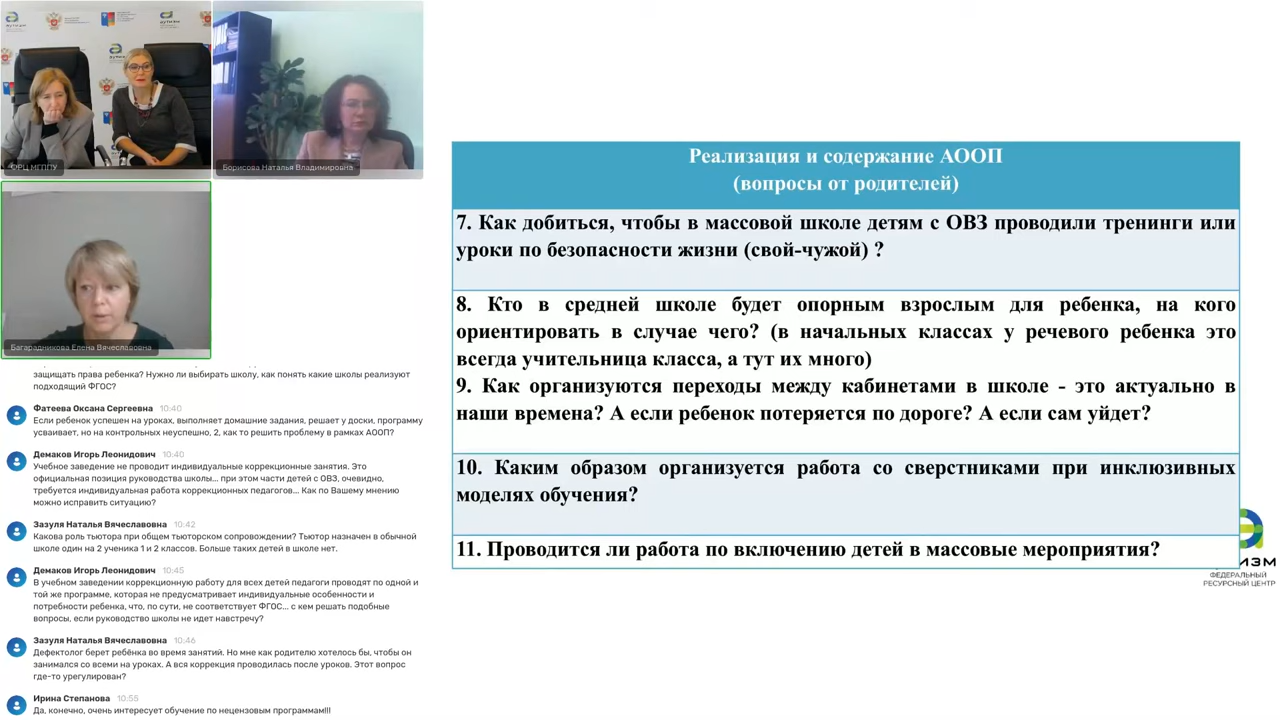 аутизм
ФРЦ МГППУ
Борисова Наталья Владимировна
Багарадникова Елена Вячеславовна
защищать права ребенка? Нужно ли выбирать школу, как понять какие школы реализуют
подходящий ФГОС?
Фатеева Оксана Сергеевна 10:40
Если ребенок успешен на уроках, выполняет домашние задания, решает у доски, программу
усваивает, но на контрольных неуспешно, 2, как то решить проблему в рамках АООП?
Демаков Игорь Леонидович 10:40
Учебное заведение не проводит индивидуальные коррекционные занятия. Это
официальная позиция руководства школы... при этом части детей с ОВЗ, очевидно,
требуется индивидуальная работа коррекционных педагогов... Как по Вашему мнению
можно исправить ситуацию?
Зазуля Наталья Вячеславовна 10:42
Какова роль тьютора при общем тьюторском сопровождении? Тьютор назначен в обычной
школе один на 2 ученика 1 и 2 классов. Больше таких детей в школе нет.
Демаков Игорь Леонидович 10:45
В учебном заведении коррекционную работу для всех детей педагоги проводят по одной и
той же программе, которая не предусматривает индивидуальные особенности и
потребности ребенка, что, по сути, не соответствует ФГОС... с кем решать подобные
вопросы, если руководство школы не идет навстречу?
Зазуля Наталья Вячеславовна 10:46
Дефектолог берет ребёнка во время занятий. Но мне как родителю хотелось бы, чтобы он
занимался со всеми на уроках. А вся коррекция проводилась после уроков. Этот вопрос
где-то урегулирован?
Ирина Степанова 10:55
Да, конечно, очень интересует обучение по нецензовым программам!!!
Реализация и содержание АООП
(вопросы от родителей)
7. Как добиться, чтобы в массовой школе детям с ОВЗ проводили тренинги или
уроки по безопасности жизни (свой-чужой) ?
8. Кто в средней школе будет опорным взрослым для ребенка, на кого
ориентировать в случае чего? (в начальных классах у речевого ребенка это
всегда учительница класса, а тут их много)
9. Как организуются переходы между кабинетами в школе - это актуально в
наши времена? А если ребенок потеряется по дороге? А если сам уйдет?
10. Каким образом организуется работа со сверстниками при инклюзивных
моделях обучения?
11. Проводится ли работа по включению детей в массовые мероприятия?
ФЕДЕРАЛЬНЫЙ
РЕСУРСНЫЙ ЦЕНТР